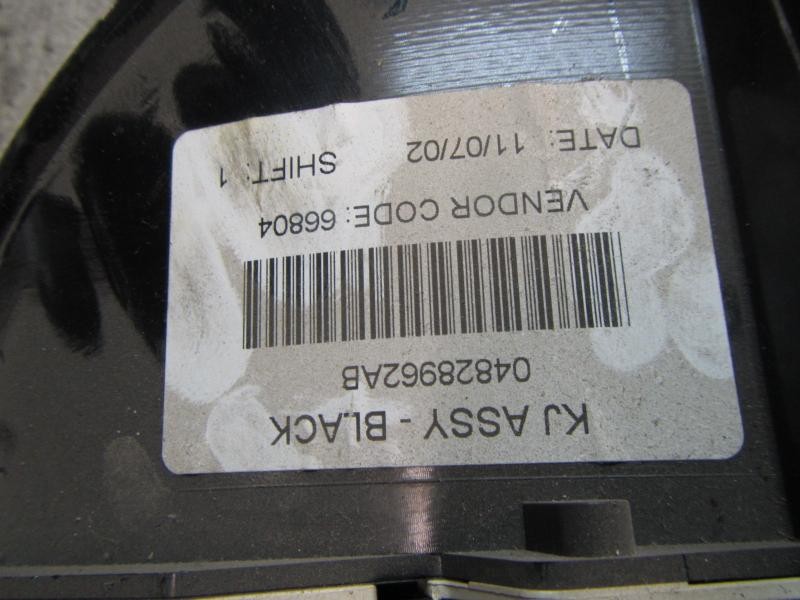 KJ ASSY - BLACK
04828962AB
VENDOR CODE: 66804
DATE: 11/07/02 SHIFT: 1